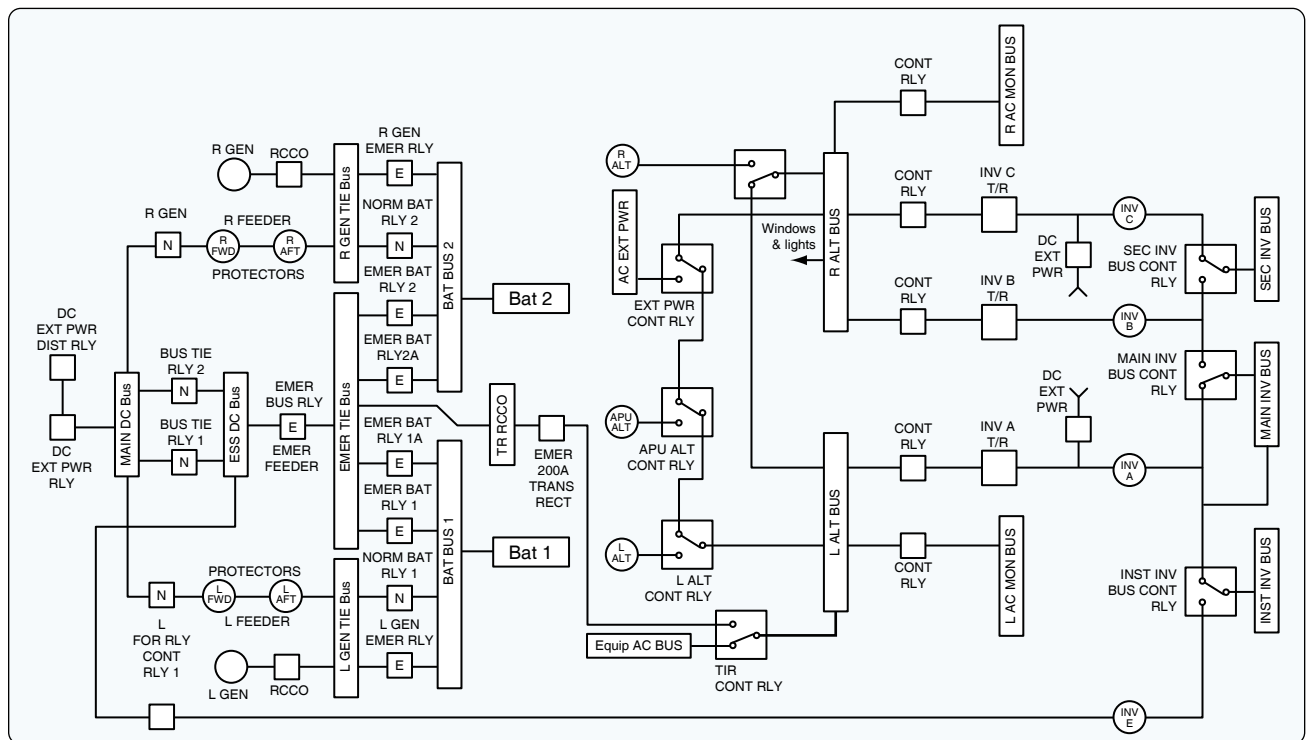 R GEN
RCCO
R GEN
EMER RLY
E
R GEN TIE Bus
NORM BAT
RLY 2
N
BAT BUS 2
R GEN
N
R FEEDER
R
FWD
R
AFT
PROTECTORS
EMER BAT
RLY 2
E
Bat 2
EMER BAT
RLY2A
E
DC
EXT PWR
DIST RLY
DC
EXT PWR
RLY
MAIN DC Bus
BUS TIE
RLY 2
N
BUS TIE
RLY 1
N
ESS DC Bus
EMER
BUS RLY
E
EMER
FEEDER
EMER TIE Bus
EMER BAT
RLY 1A
E
EMER BAT
RLY 1
E
BAT BUS 1
Bat 1
TR RCCO
EMER
200A
TRANS
RECT
PROTECTORS
N
L
FWD
L
AFT
L FEEDER
L
FOR RLY
CONT
RLY 1
L GEN TIE Bus
NORM BAT
RLY 1
N
L GEN
EMER RLY
E
L GEN
RCCO
R
ALT
AC EXT PWR
EXT PWR
CONT RLY
Windows
& lights
R ALT BUS
APU
ALT
APU ALT
CONT RLY
L
ALT
L ALT
CONT RLY
L ALT BUS
Equip AC BUS
TIR
CONT RLY
CONT
RLY
R AC MON BUS
CONT
RLY
INV C
T/R
DC
EXT
PWR
INV
C
SEC INV
BUS CONT
RLY
SEC INV BUS
CONT
RLY
INV B
T/R
INV
B
MAIN INV
BUS CONT
RLY
MAIN INV BUS
DC
EXT
PWR
CONT
RLY
INV A
T/R
INV
A
CONT
RLY
L AC MON BUS
INST INV
BUS CONT
RLY
INST INV BUS
INV
E